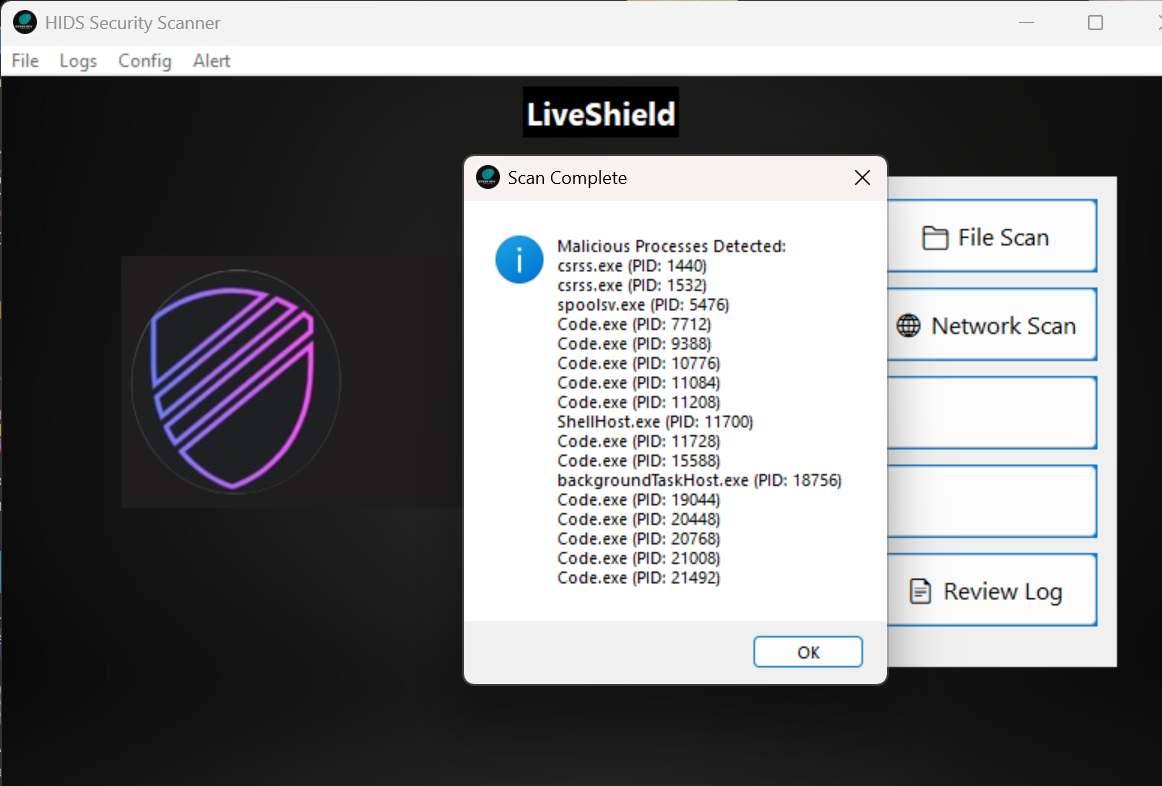 HIDS Security Scanner
File Logs Config Alert
LiveShield
Scan Complete
Malicious Processes Detected:
csrss.exe (PID: 1440)
csrss.exe (PID: 1532)
spoolsv.exe (PID: 5476)
Code.exe (PID: 7712)
Code.exe (PID: 9388)
Code.exe (PID: 10776)
Code.exe (PID: 11084)
Code.exe (PID: 11208)
ShellHost.exe (PID: 11700)
Code.exe (PID: 11728)
Code.exe (PID: 15588)
backgroundTaskHost.exe (PID: 18756)
Code.exe (PID: 19044)
Code.exe (PID: 20448)
Code.exe (PID: 20768)
Code.exe (PID: 21008)
Code.exe (PID: 21492)
OK
File Scan
Network Scan
Review Log